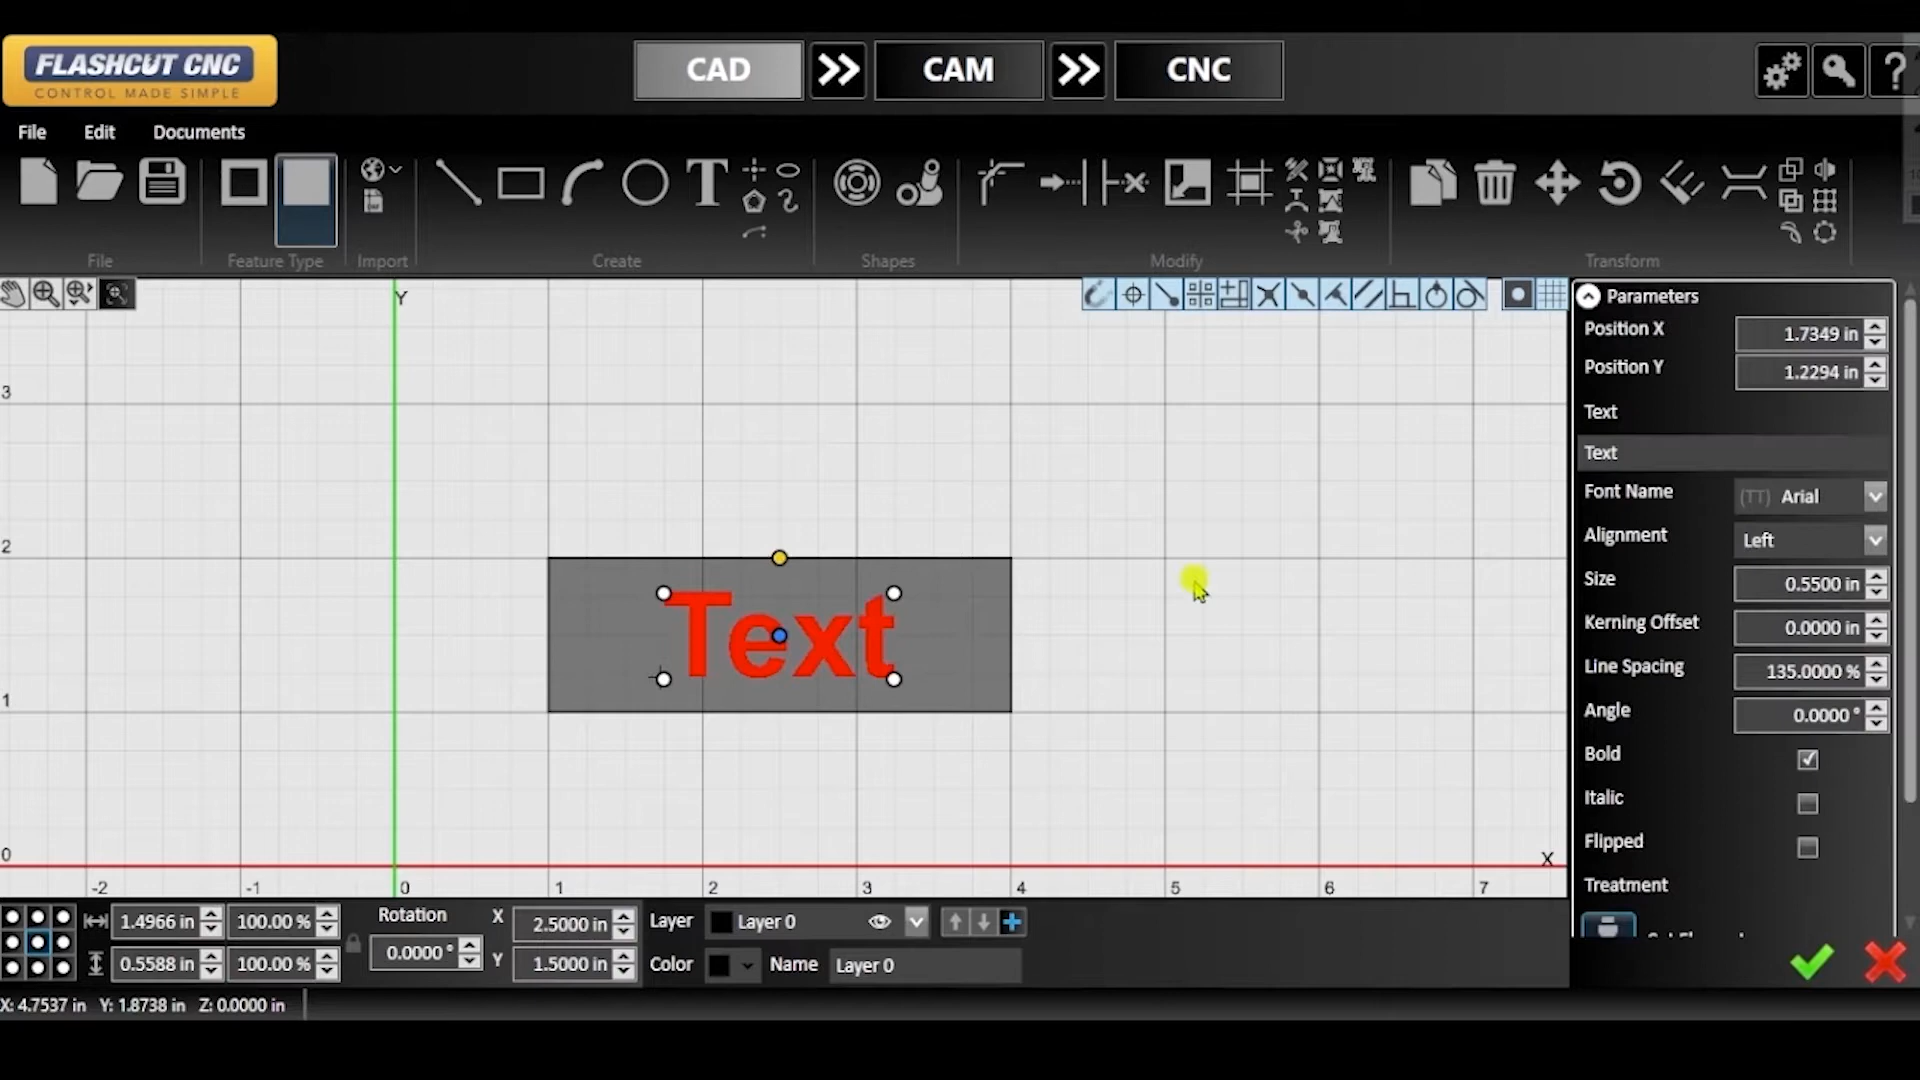 FLASHCUT CNC
CONTROL MADE SIMPLE
CAD
CAM
CNC
?
File Edit Documents
File Feature Type Import Create Shapes Modify Transform
Y
Parameters
Position X 1.7349 in
3
Position Y 1.2294 in
Text
Text
Font Name Arial
Alignment Left
2
Size 0.5500 in
Text
Kerning Offset 0.0000 in
Line Spacing 135.0000 %
1
Angle 0.0000 °
Bold
Italic
Flipped
0
X
-2 -1 0 1 2 3 4 5 6 7
Treatment
1.4966 in 100.00 % Rotation X 2.5000 in Layer Layer 0
0.5588 in 100.00 % 0.0000 ° Y 1.5000 in Color Name Layer 0
X: 4.7537 in Y: 1.8738 in Z: 0.0000 in